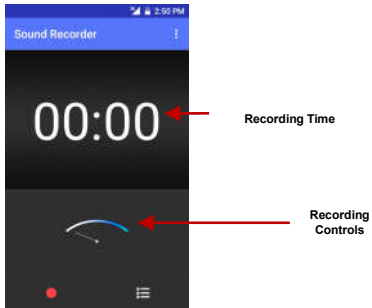 2:50 PM
Sound Recorder
00:00
Recording Time
Recording
Controls